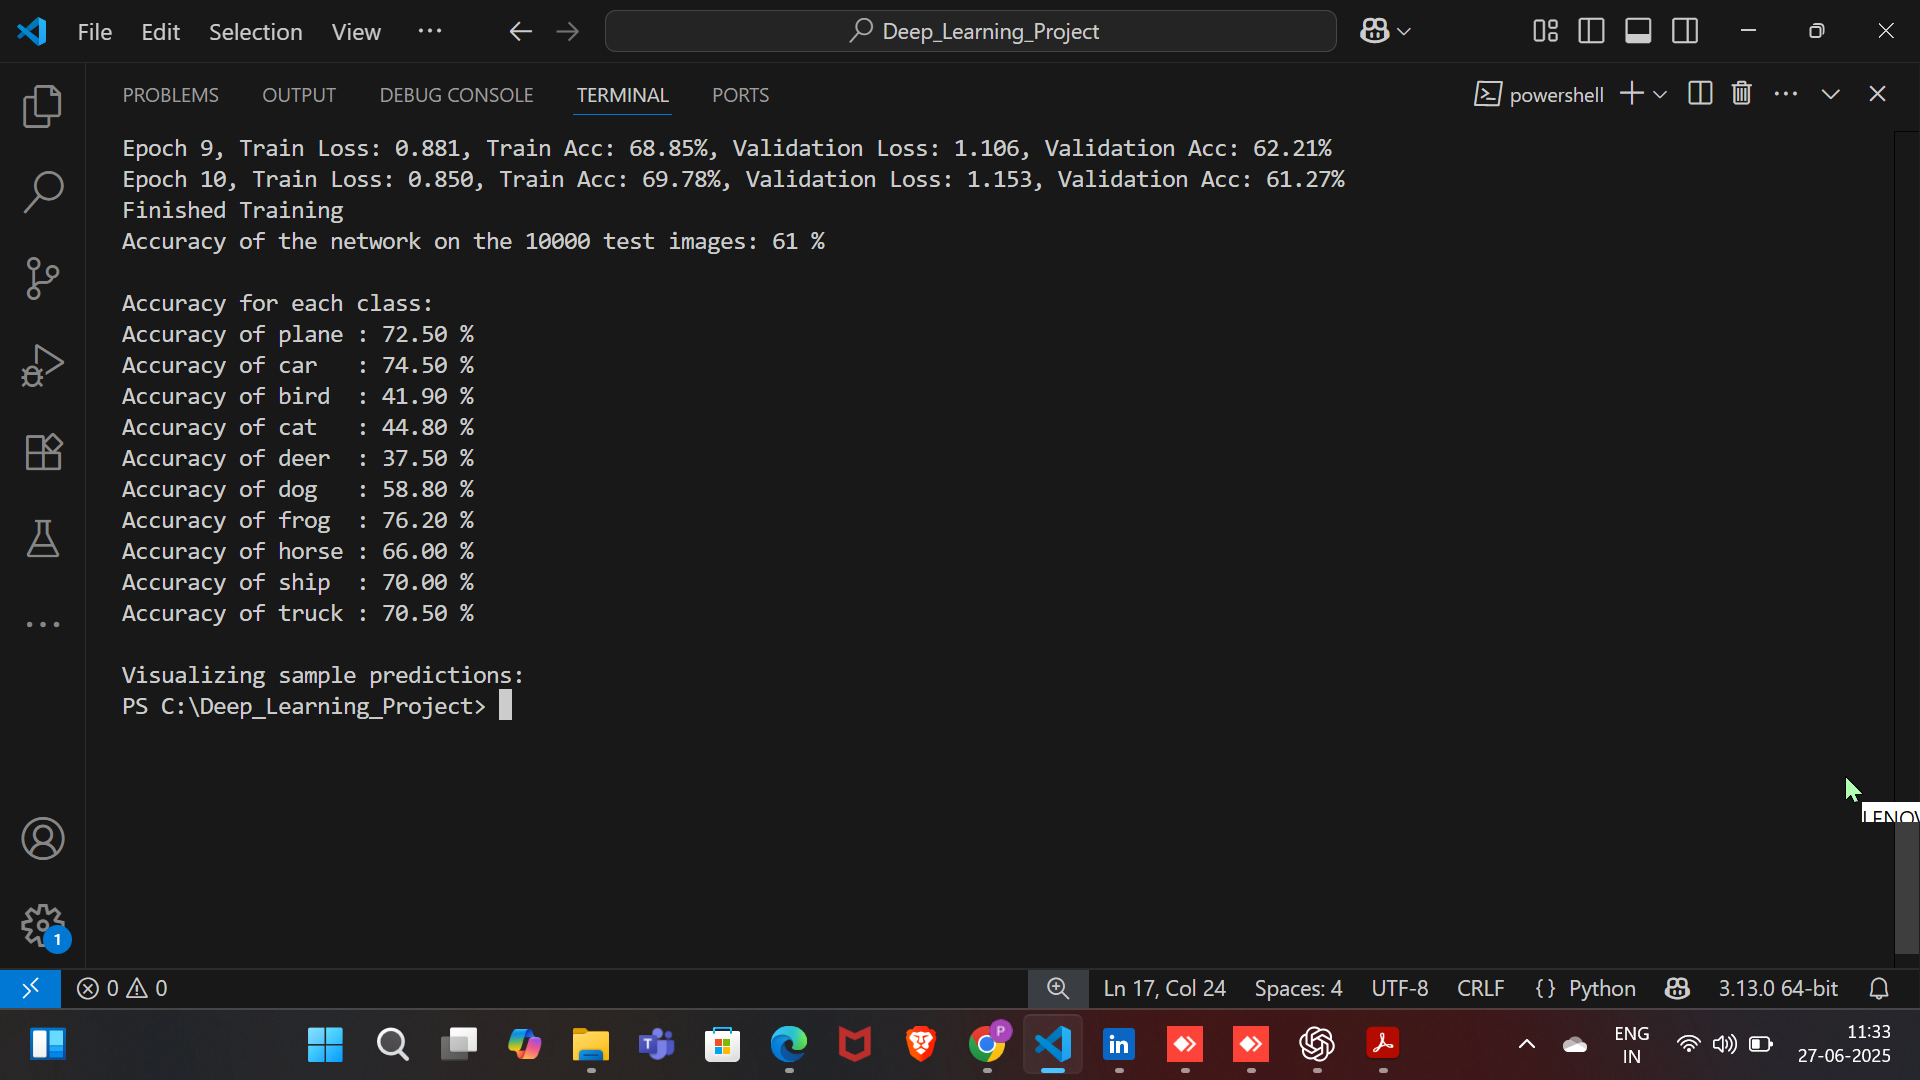 File Edit Selection View ··· Deep_Learning_Project
PROBLEMS OUTPUT DEBUG CONSOLE TERMINAL PORTS powershell
Epoch 9, Train Loss: 0.881, Train Acc: 68.85%, Validation Loss: 1.106, Validation Acc: 62.21%
Epoch 10, Train Loss: 0.850, Train Acc: 69.78%, Validation Loss: 1.153, Validation Acc: 61.27%
Finished Training
Accuracy of the network on the 10000 test images: 61 %
Accuracy for each class:
Accuracy of plane : 72.50 %
Accuracy of car   : 74.50 %
Accuracy of bird  : 41.90 %
Accuracy of cat   : 44.80 %
Accuracy of deer  : 37.50 %
Accuracy of dog   : 58.80 %
Accuracy of frog  : 76.20 %
Accuracy of horse : 66.00 %
Accuracy of ship  : 70.00 %
Accuracy of truck : 70.50 %
Visualizing sample predictions:
PS C:\Deep_Learning_Project>
1
0 0 Ln 17, Col 24 Spaces: 4 UTF-8 CRLF {} Python 3.13.0 64-bit
P
ENG 11:33
IN 27-06-2025